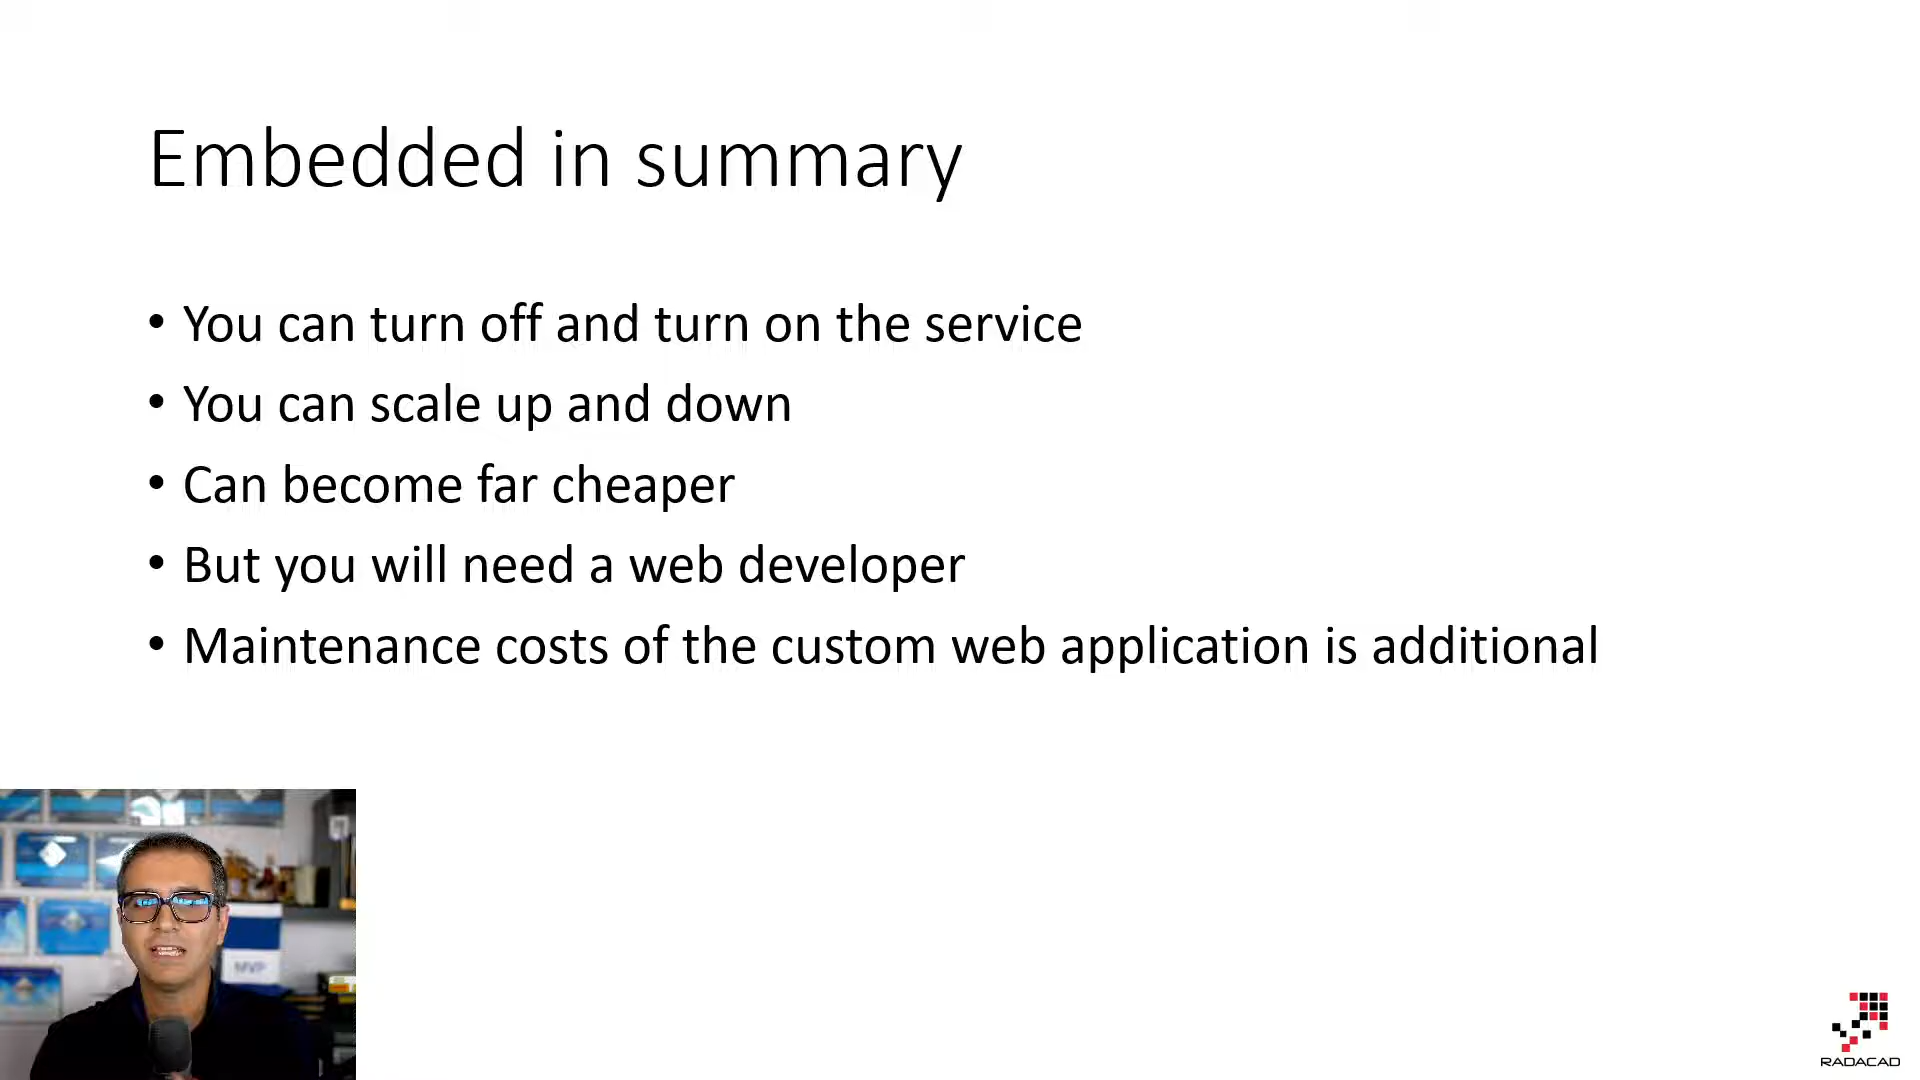 Embedded in summary
• You can turn off and turn on the service
• You can scale up and down
• Can become far cheaper
• But you will need a web developer
• Maintenance costs of the custom web application is additional
MVP
RADACAD